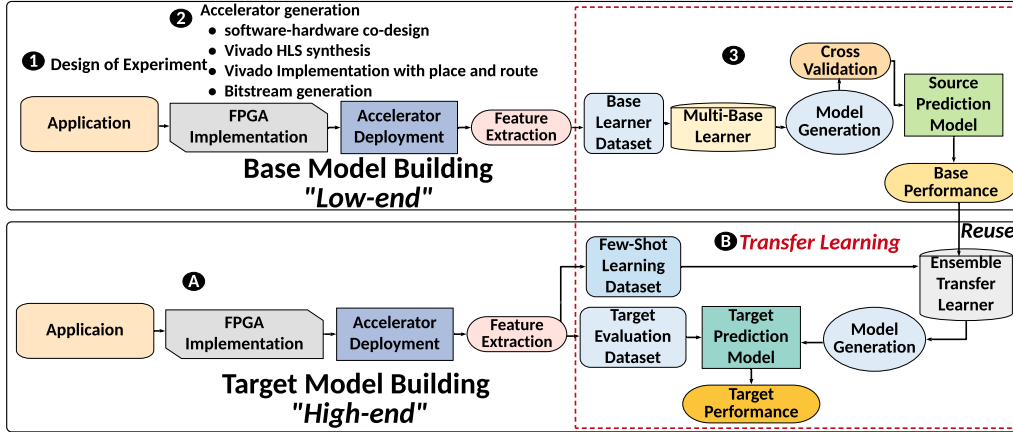 2
Accelerator generation
● software-hardware co-design
● Vivado HLS synthesis
● Vivado Implementation with place and route
● Bitstream generation
1 Design of Experiment
3
Application
FPGA
Implementation
Accelerator
Deployment
Feature
Extraction
Base
Learner
Dataset
Multi-Base
Learner
Model
Generation
Cross
Validation
Source
Prediction
Model
Base
Performance
Base Model Building
"Low-end"
Reuse
B Transfer Learning
A
Applicaion
FPGA
Implementation
Accelerator
Deployment
Feature
Extraction
Few-Shot
Learning
Dataset
Ensemble
Transfer
Learner
Target
Evaluation
Dataset
Target
Prediction
Model
Model
Generation
Target
Performance
Target Model Building
"High-end"